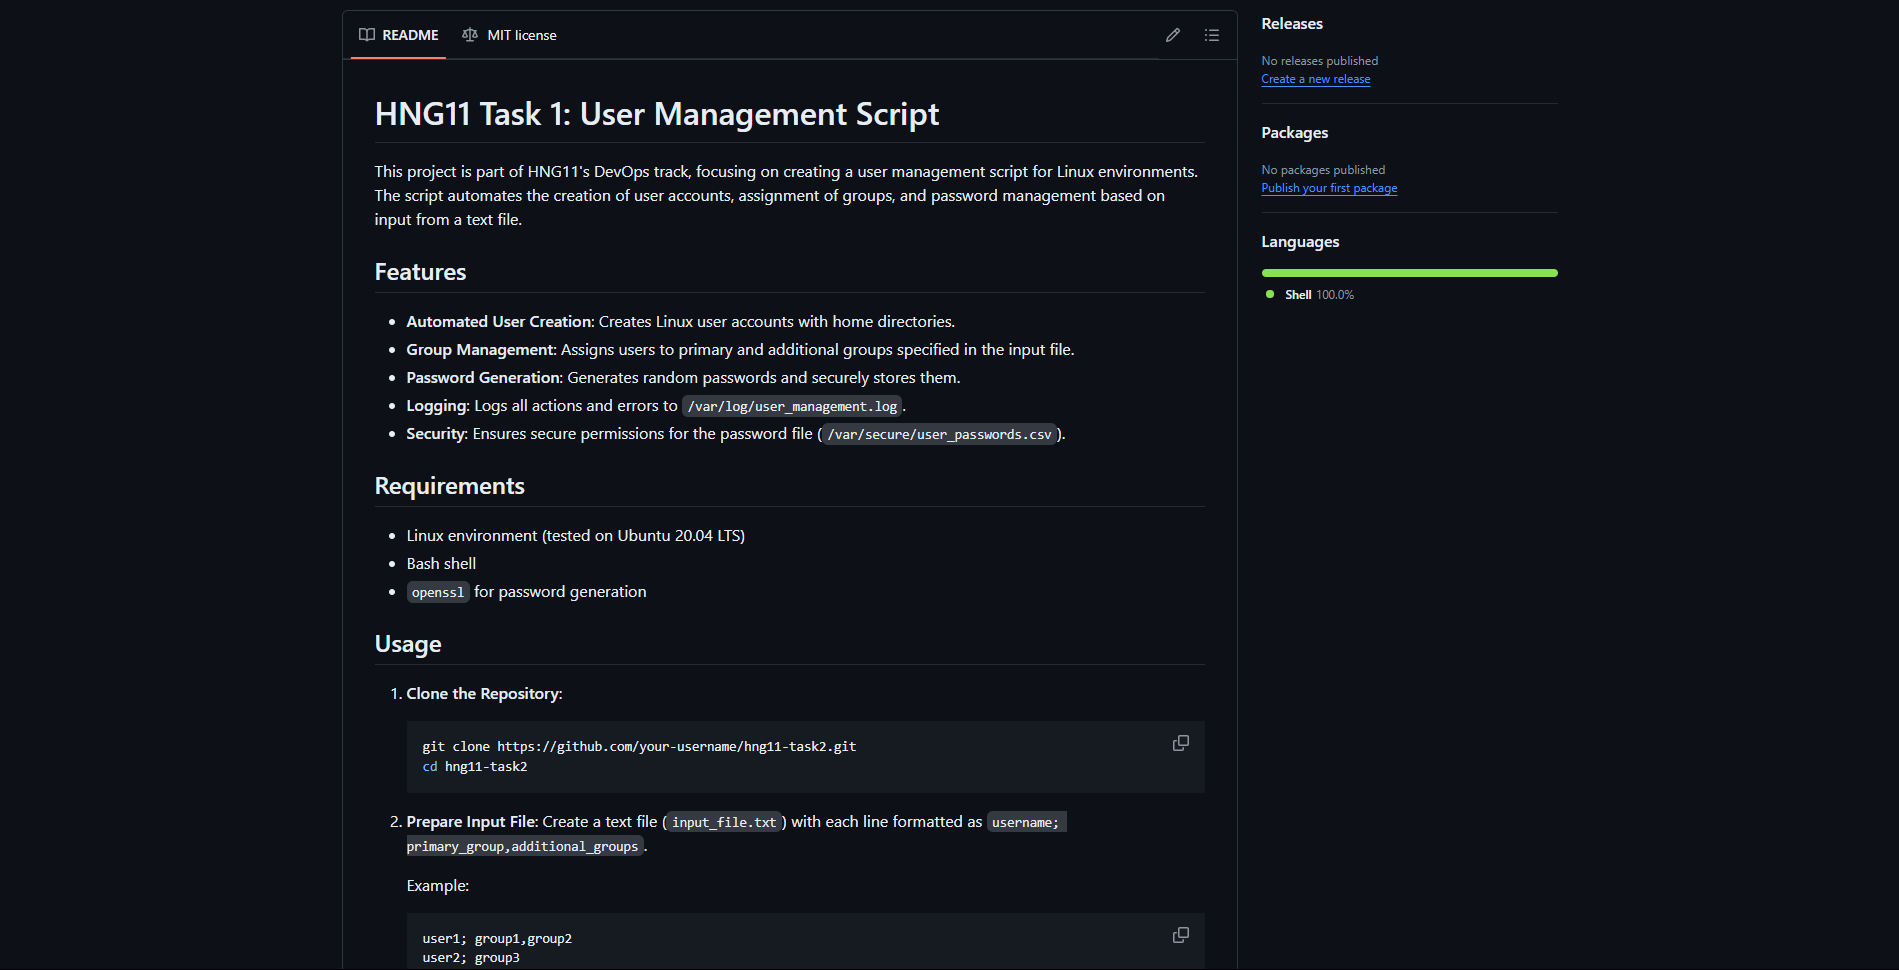 README
MIT license
HNG11 Task 1: User Management Script
This project is part of HNG11's DevOps track, focusing on creating a user management script for Linux environments.
The script automates the creation of user accounts, assignment of groups, and password management based on
input from a text file.
Features
Automated User Creation: Creates Linux user accounts with home directories.
Group Management: Assigns users to primary and additional groups specified in the input file.
Password Generation: Generates random passwords and securely stores them.
Logging: Logs all actions and errors to /var/log/user_management.log.
Security: Ensures secure permissions for the password file (/var/secure/user_passwords.csv).
Requirements
Linux environment (tested on Ubuntu 20.04 LTS)
Bash shell
openssl for password generation
Usage
1. Clone the Repository:
git clone https://github.com/your-username/hng11-task2.git
cd hng11-task2
2. Prepare Input File: Create a text file (input_file.txt) with each line formatted as username;
primary_group,additional_groups.
Example:
user1; group1,group2
user2; group3
Releases
No releases published
Create a new release
Packages
No packages published
Publish your first package
Languages
Shell 100.0%